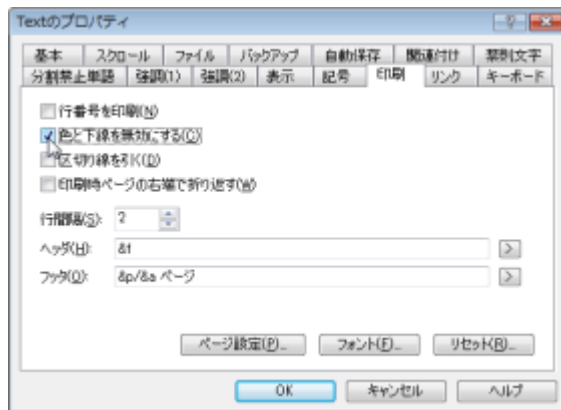 Textのプロパティ
基本 スクロール ファイル バックアップ 自動保存 関連付け 禁則文字
分割禁止単語 強調(1) 強調(2) 表示 記号 印刷 リンク キーボード
行番号を印刷(N)
色と下線を無効にする(C)
区切り線を引く(D)
印刷時ページの右端で折り返す(W)
行間隔(S): 2
ヘッダ(H): &f >
フッタ(O): &p/&a ページ >
ページ設定(P)... フォント(F)... リセット(R)...
OK キャンセル ヘルプ